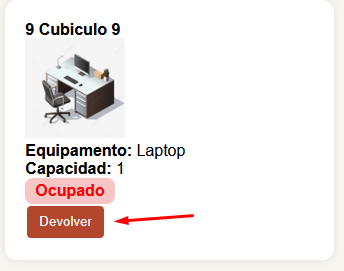 9 Cubiculo 9
Equipamento: Laptop
Capacidad: 1
Ocupado
Devolver